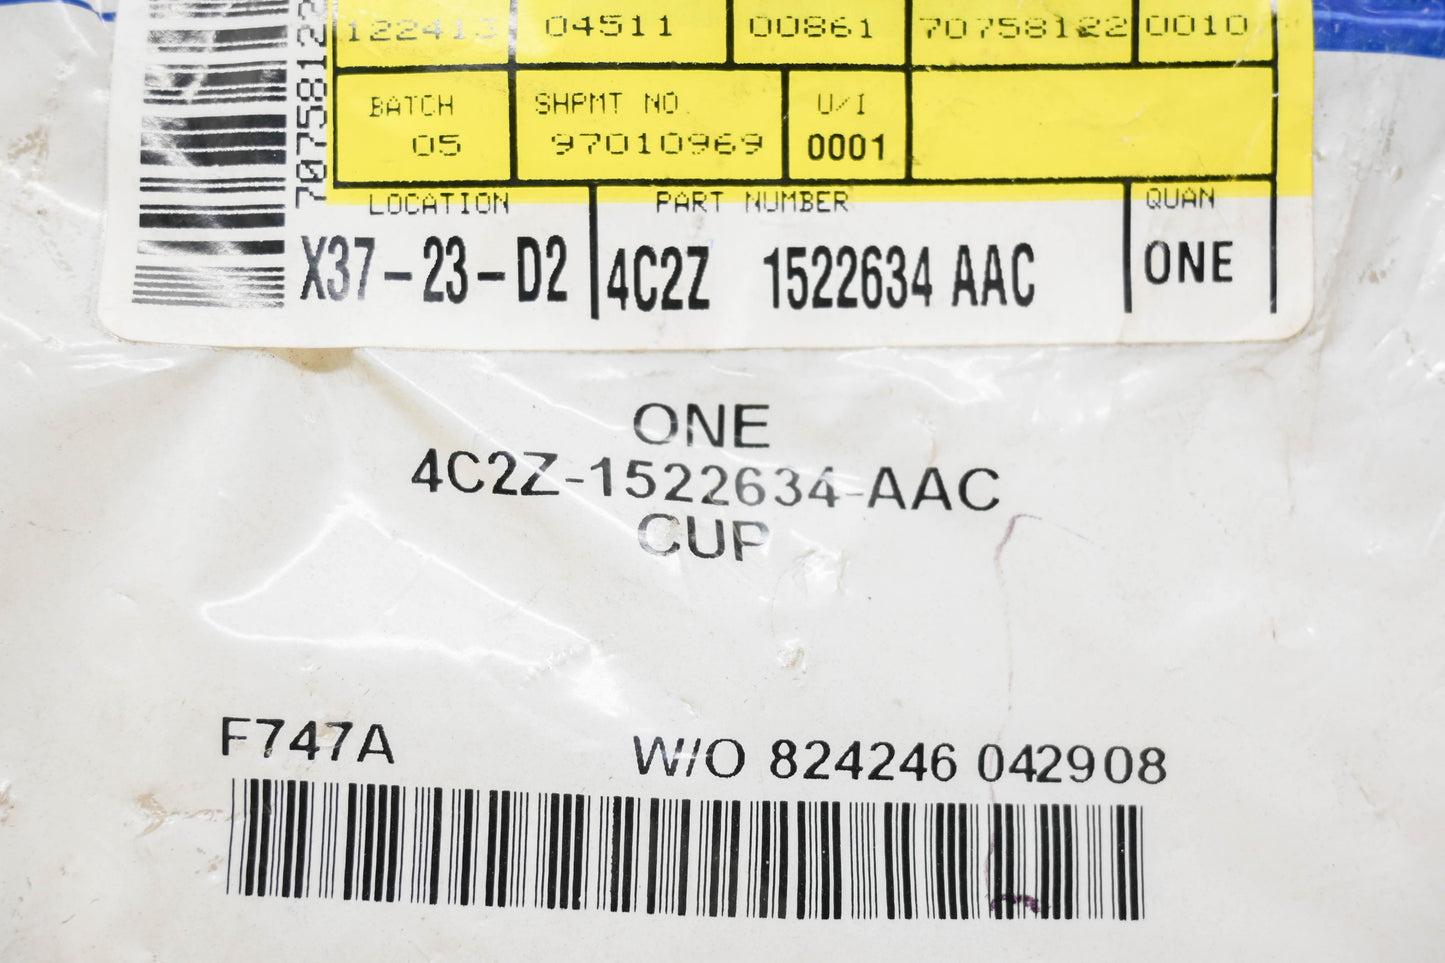 122413 04511 00861 70758122 0010
BATCH SHPMT NO U/I
05 97010969 0001
LOCATION PART NUMBER QUAN
X37-23-D2 4C2Z 1522634 AAC ONE
ONE
4C2Z-1522634-AAC
CUP
F747A W/O 824246 042908